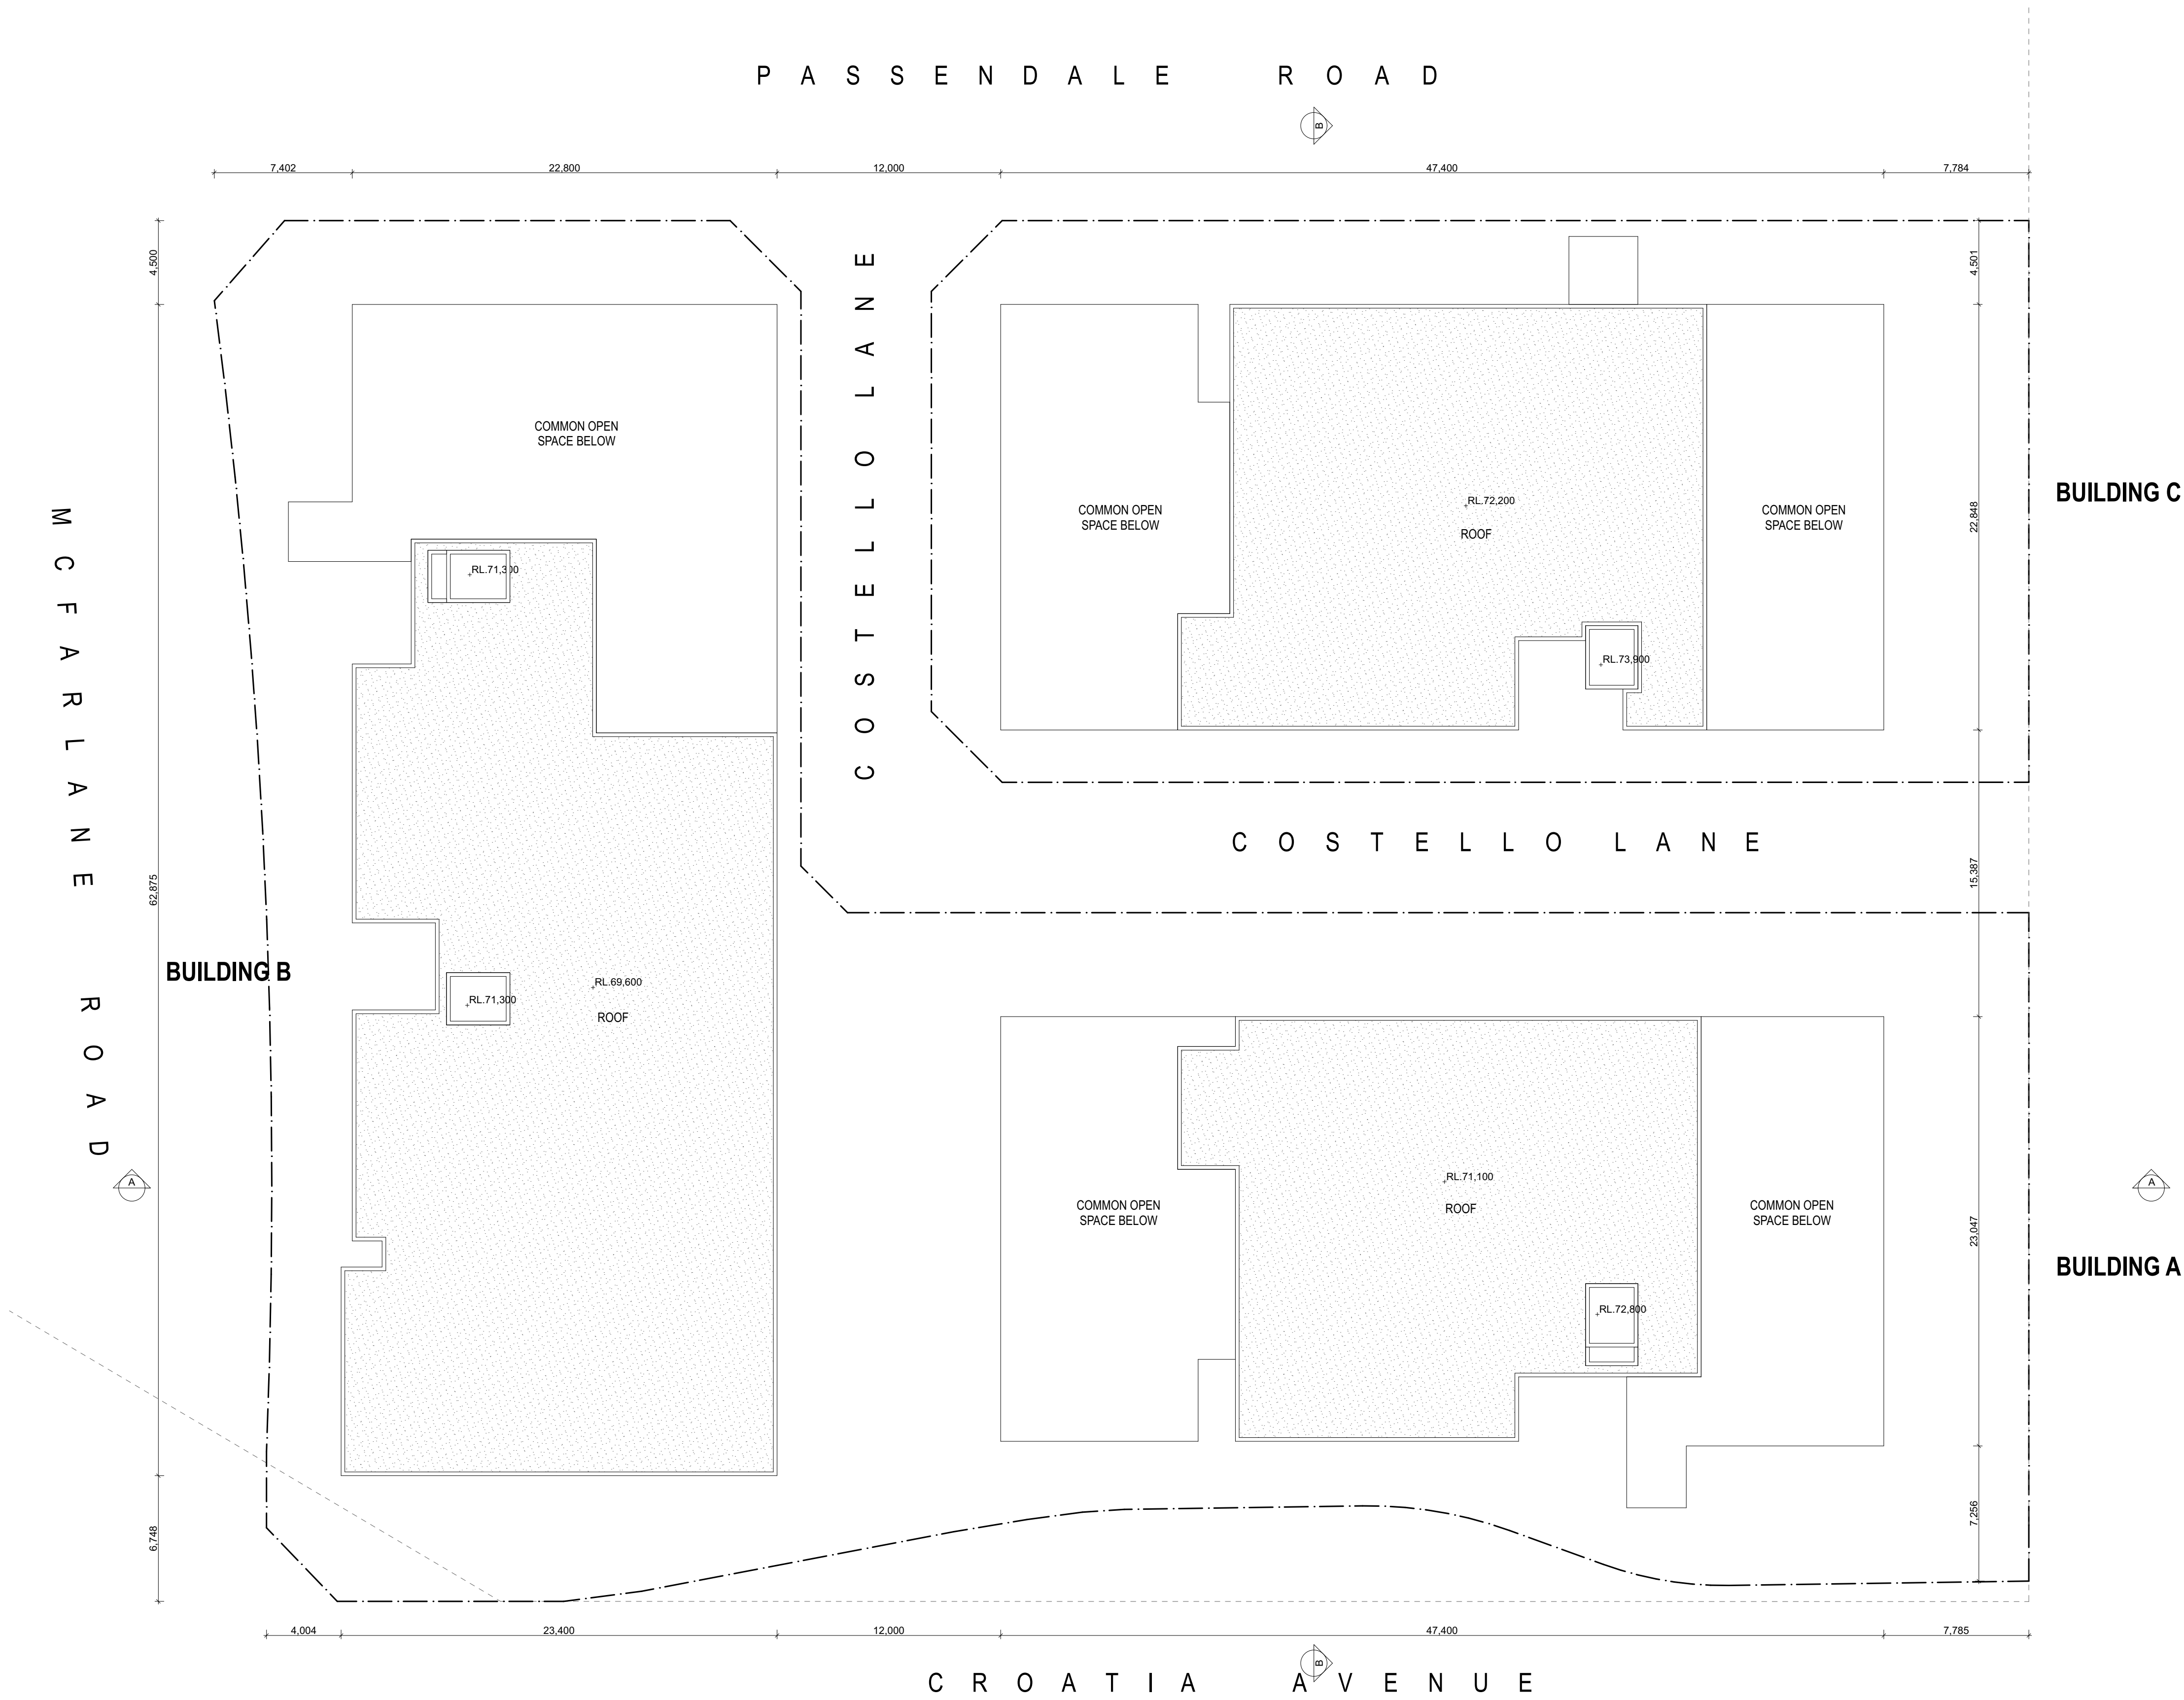 PASSENDALE ROAD
B
7,402
22,800
12,000
47,400
7,784
4,500
4,501
COSTELLO LANE
COMMON OPEN
SPACE BELOW
COMMON OPEN
SPACE BELOW
RL.72,200
ROOF
COMMON OPEN
SPACE BELOW
22,848
BUILDING C
MCFARLANE ROAD
RL.71,300
RL.73,900
COSTELLO LANE
62,875
15,387
BUILDING B
RL.71,300
RL.69,600
ROOF
A
COMMON OPEN
SPACE BELOW
RL.71,100
ROOF
COMMON OPEN
SPACE BELOW
23,047
A
BUILDING A
RL.72,800
6,748
7,256
4,004
23,400
12,000
47,400
7,785
B
CROATIA AVENUE